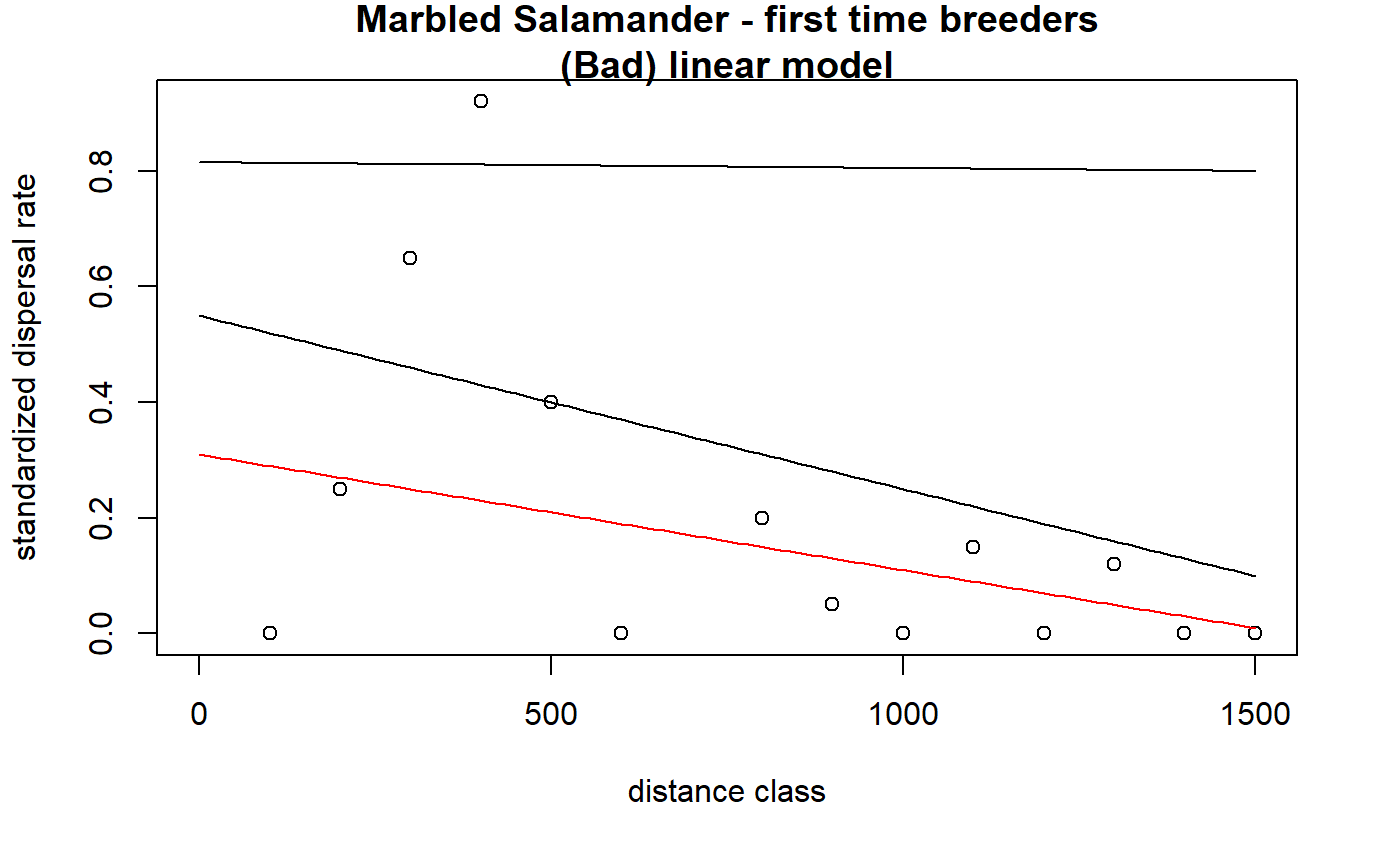 Marbled Salamander - first time breeders
(Bad) linear model
standardized dispersal rate
0.8
0.6
0.4
0.2
0.0
0 500 1000 1500
distance class